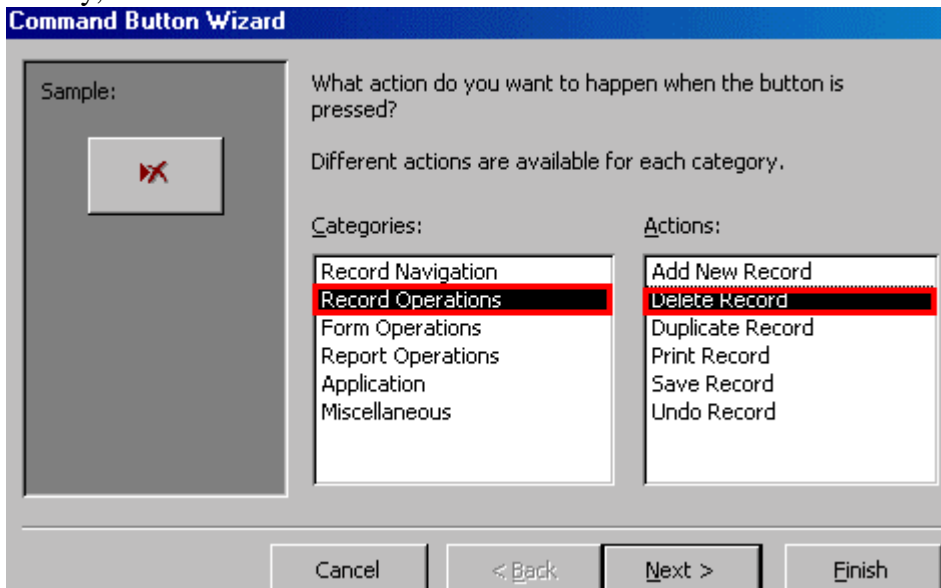 Command Button Wizard
Sample:
What action do you want to happen when the button is
pressed?
Different actions are available for each category.
Categories:
Actions:
Record Navigation
Record Operations
Form Operations
Report Operations
Application
Miscellaneous
Add New Record
Delete Record
Duplicate Record
Print Record
Save Record
Undo Record
Cancel
< Back
Next >
Finish